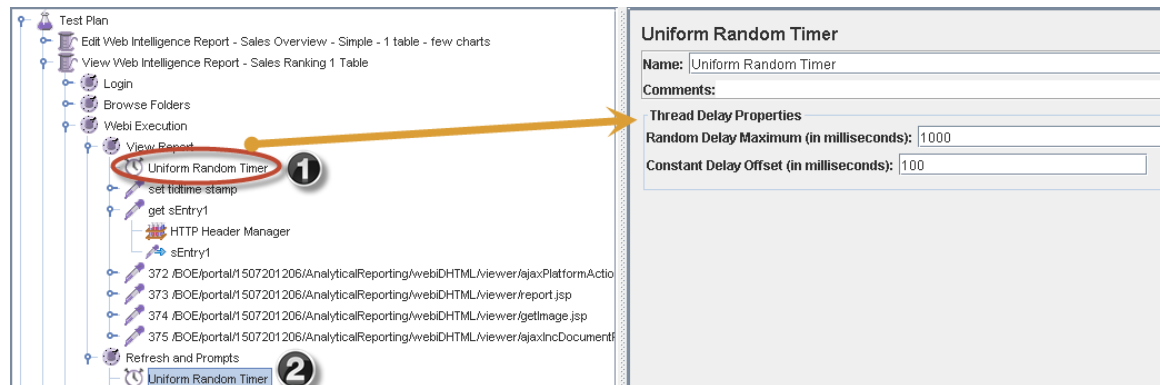 Test Plan
Edit Web Intelligence Report - Sales Overview - Simple - 1 table - few charts
View Web Intelligence Report - Sales Ranking 1 Table
Login
Browse Folders
Webi Execution
View Report
Uniform Random Timer
1
set tidtime stamp
get sEntry1
HTTP Header Manager
sEntry1
372 /BOE/portal/1507201206/AnalyticalReporting/webiDHTML/viewer/ajaxPlatformActio
373 /BOE/portal/1507201206/AnalyticalReporting/webiDHTML/viewer/report.jsp
374 /BOE/portal/1507201206/AnalyticalReporting/webiDHTML/viewer/getImage.jsp
375 /BOE/portal/1507201206/AnalyticalReporting/webiDHTML/viewer/ajaxIncDocument
Refresh and Prompts
2
Uniform Random Timer
Uniform Random Timer
Name: Uniform Random Timer
Comments:
Thread Delay Properties
Random Delay Maximum (in milliseconds): 1000
Constant Delay Offset (in milliseconds): 100